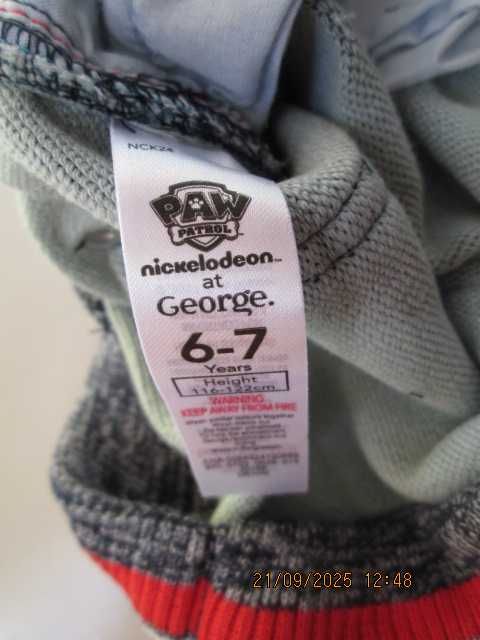 NCK24
PAW
PATROL
nickelodeon™
at
George.
6-7
Years
Height
116-122cm
WARNING
KEEP AWAY FROM FIRE
21/09/2025 12:48